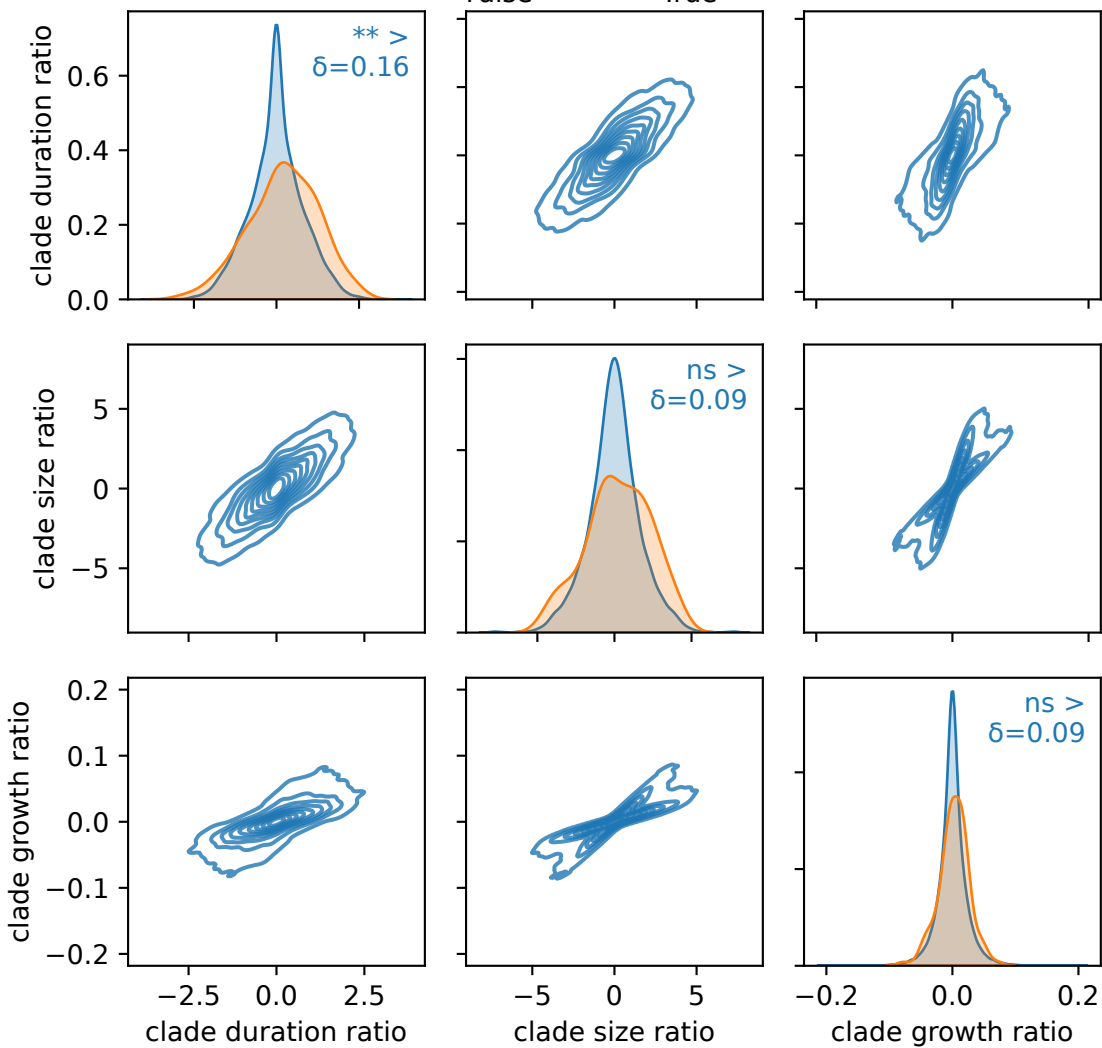 False True
clade duration ratio
0.6
0.4
0.2
0.0
** >
δ=0.16
clade size ratio
5
0
−5
ns >
δ=0.09
clade growth ratio
0.2
0.1
0.0
−0.1
−0.2
ns >
δ=0.09
−2.5 0.0 2.5
−5 0 5
−0.2 0.0 0.2
clade duration ratio
clade size ratio
clade growth ratio